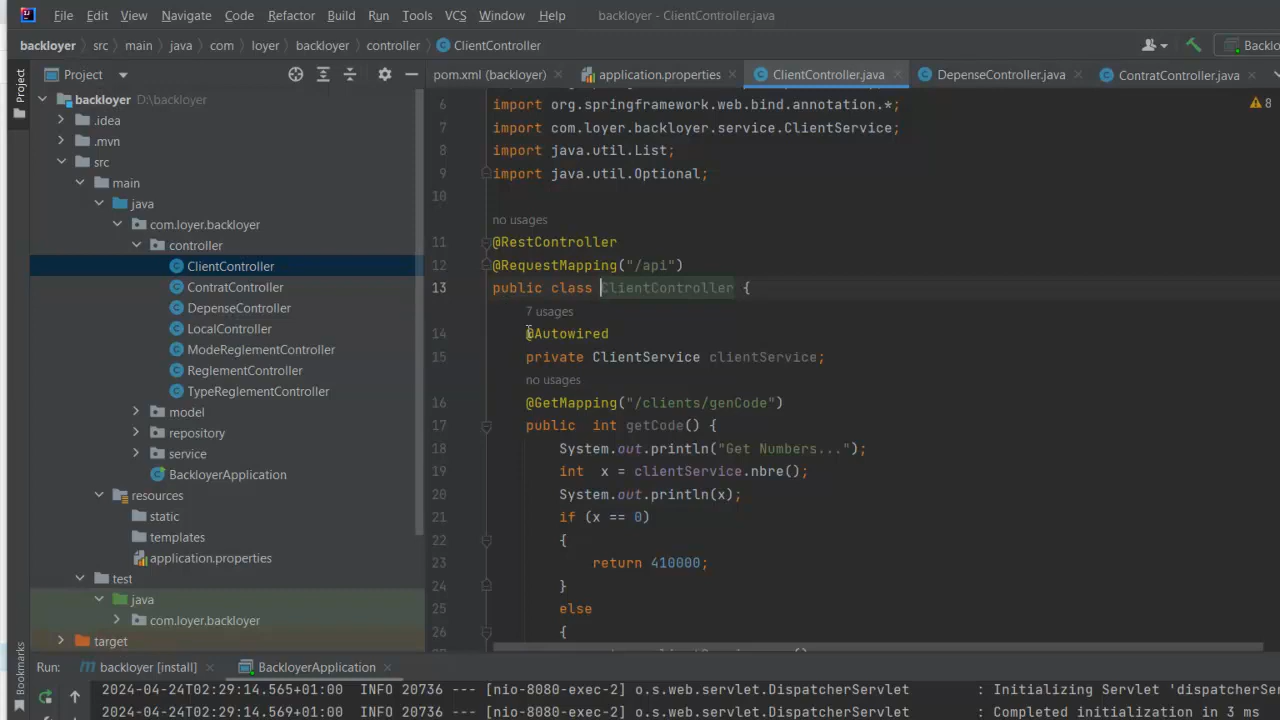 File Edit View Navigate Code Refactor Build Run Tools VCS Window Help backloyer - ClientController.java
backloyer src main java com loyer backloyer controller ClientController Backlo
Project pom.xml (backloyer) application.properties ClientController.java DepenseController.java ContratController.java
Project
Bookmarks
backloyer D:\backloyer
.idea
.mvn
src
main
java
com.loyer.backloyer
controller
ClientController
ContratController
DepenseController
LocalController
ModeReglementController
ReglementController
TypeReglementController
model
repository
service
BackloyerApplication
resources
static
templates
application.properties
test
java
com.loyer.backloyer
target
8
6 import org.springframework.web.bind.annotation.*;
7 import com.loyer.backloyer.service.ClientService;
8 import java.util.List;
9 import java.util.Optional;
10
no usages
11 @RestController
12 @RequestMapping("/api")
13 public class ClientController {
7 usages
14 @Autowired
15 private ClientService clientService;
no usages
16 @GetMapping("/clients/genCode")
17 public int getCode() {
18 System.out.println("Get Numbers...");
19 int x = clientService.nbre();
20 System.out.println(x);
21 if (x == 0)
22 {
23 return 410000;
24 }
25 else
26 {
Run: backloyer [install] BackloyerApplication
2024-04-24T02:29:14.565+01:00 INFO 20736 --- [nio-8080-exec-2] o.s.web.servlet.DispatcherServlet : Initializing Servlet 'dispatcherSer
2024-04-24T02:29:14.569+01:00 INFO 20736 --- [nio-8080-exec-2] o.s.web.servlet.DispatcherServlet : Completed initialization in 3 ms